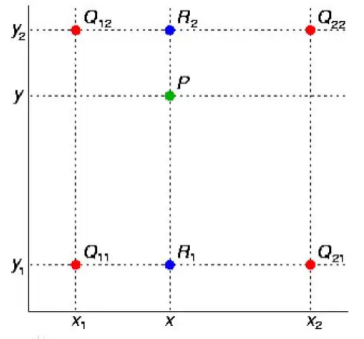 y₂ Q₁₂ R₂ Q₂₂
y P
y₁ Q₁₁ R₁ Q₂₁
x₁ x x₂